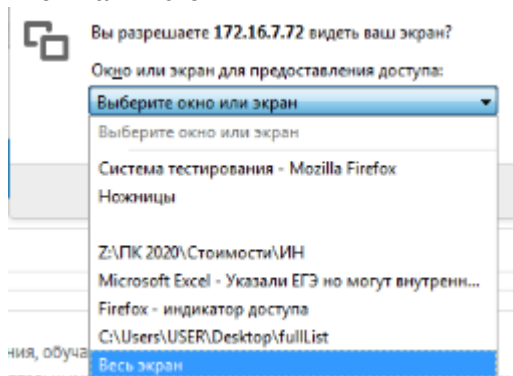 Вы разрешаете 172.16.7.72 видеть ваш экран?
Окно или экран для предоставления доступа:
Выберите окно или экран
Выберите окно или экран
Система тестирования - Mozilla Firefox
Ножницы
Z:\ПК 2020\Стоимости\ИН
Microsoft Excel - Указали ЕГЭ но могут внутренн...
Firefox - индикатор доступа
C:\Users\USER\Desktop\fullList
ния, обуча
Весь экран